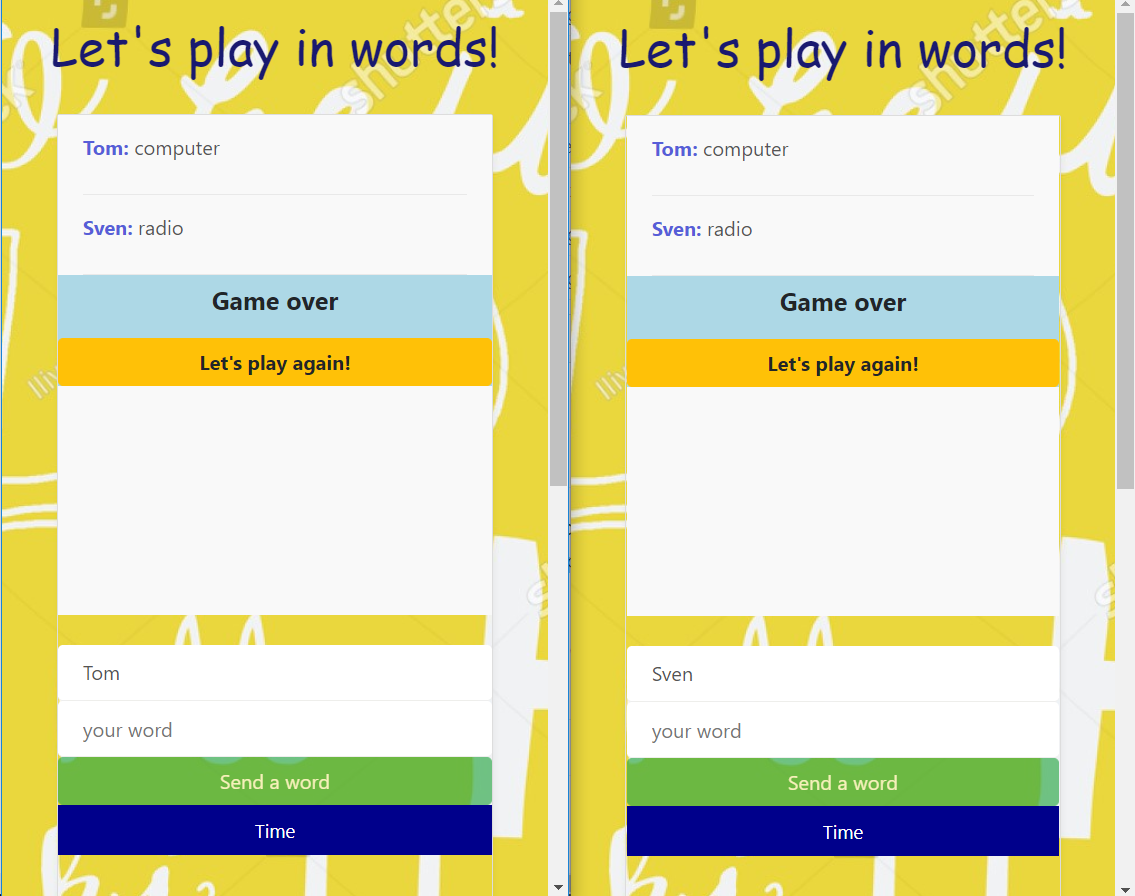 Let's play in words!
Tom: computer
Sven: radio
Game over
Let's play again!
Tom
your word
Send a word
Time
Let's play in words!
Tom: computer
Sven: radio
Game over
Let's play again!
Sven
your word
Send a word
Time